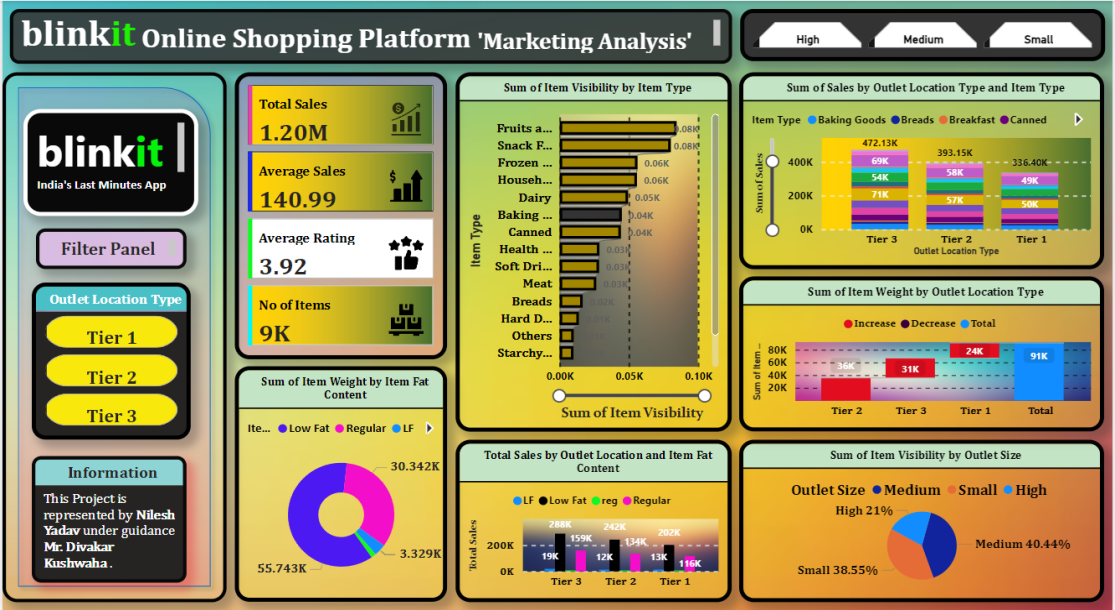 blinkit Online Shopping Platform 'Marketing Analysis'
High
Medium
Small
blinkit
India's Last Minutes App
Filter Panel
Outlet Location Type
Tier 1
Tier 2
Tier 3
Information
This Project is
represented by Nilesh
Yadav under guidance
Mr. Divakar
Kushwaha .
Total Sales
1.20M
Average Sales
140.99
Average Rating
3.92
No of Items
9K
Sum of Item Weight by Item Fat
Content
Ite... Low Fat Regular LF
30.342K
3.329K
55.743K
Sum of Item Visibility by Item Type
Item Type
Fruits a... 0.08K
Snack F... 0.08K
Frozen ... 0.06K
Househ... 0.06K
Dairy 0.05K
Baking ... 0.04K
Canned 0.04K
Health ... 0.03K
Soft Dri... 0.03K
Meat 0.03K
Breads 0.02K
Hard D...
Others
Starchy...
0.00K 0.05K 0.10K
Sum of Item Visibility
Total Sales by Outlet Location and Item Fat
Content
LF Low Fat reg Regular
Total Sales
200K
0K
288K 242K 202K
159K 134K 116K
19K 12K 13K
Tier 3 Tier 2 Tier 1
Sum of Sales by Outlet Location Type and Item Type
Item Type Baking Goods Breads Breakfast Canned
Sum of Sales
400K
200K
0K
472.13K 393.15K 336.40K
69K 58K 49K
54K
71K 57K 50K
Tier 3 Tier 2 Tier 1
Outlet Location Type
Sum of Item Weight by Outlet Location Type
Increase Decrease Total
Sum of Item ...
80K
60K
40K
20K
36K 31K 24K 91K
Tier 2 Tier 3 Tier 1 Total
Sum of Item Visibility by Outlet Size
Outlet Size Medium Small High
High 21%
Medium 40.44%
Small 38.55%